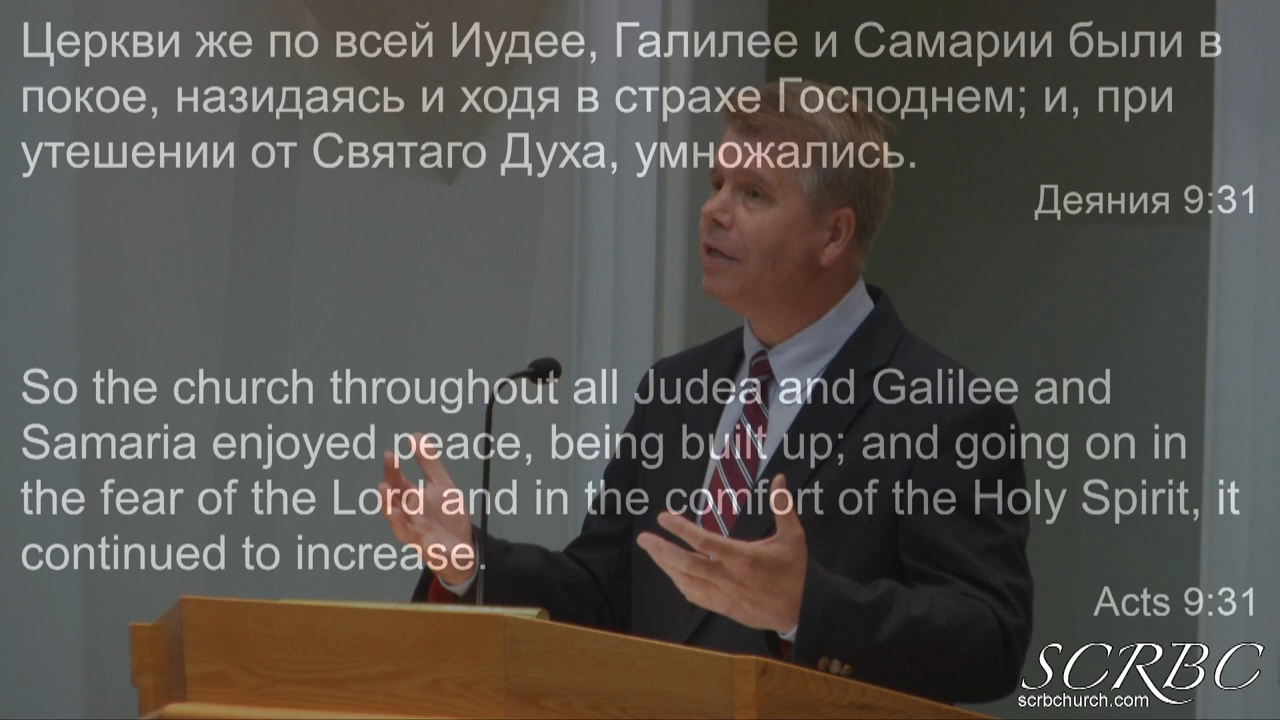 Церкви же по всей Иудее, Галилее и Самарии были в
покое, назидаясь и ходя в страхе Господнем; и, при
утешении от Святаго Духа, умножались.
Деяния 9:31
So the church throughout all Judea and Galilee and
Samaria enjoyed peace, being built up; and going on in
the fear of the Lord and in the comfort of the Holy Spirit, it
continued to increase.
Acts 9:31
SCRBC
scrbchurch.com